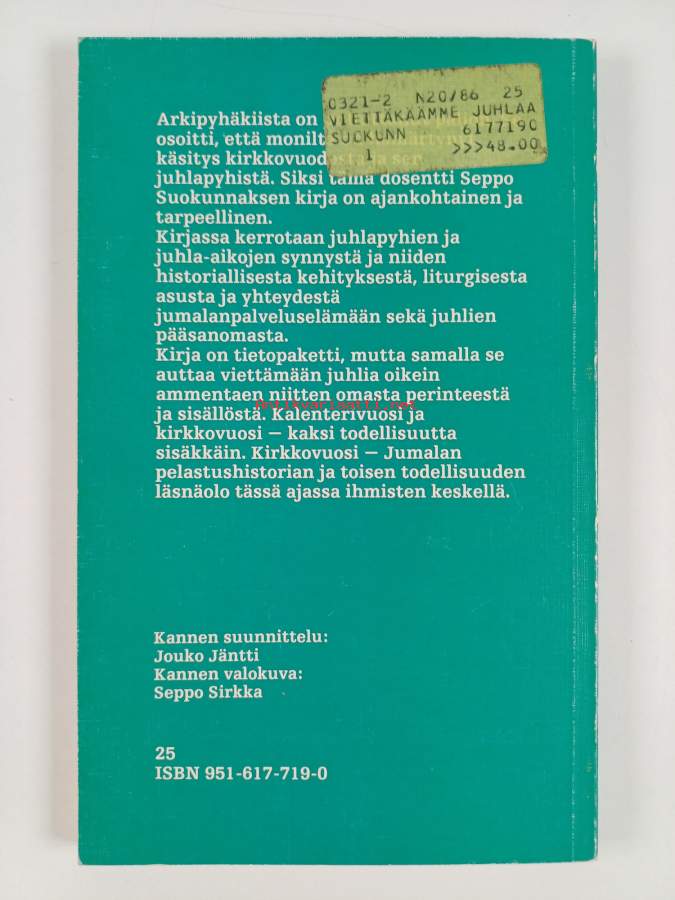 0321-2 N20/86 25
VIETTÄKÄÄMME JUHLAA
SUOKUNN 6177190
1 >>>48.00
Arkipyhäkiista on
osoitti, että monilt
käsitys kirkkovuodesta ja sen
juhlapyhistä. Siksi tämä dosentti Seppo
Suokunnaksen kirja on ajankohtainen ja
tarpeellinen.
Kirjassa kerrotaan juhlapyhien ja
juhla-aikojen synnystä ja niiden
historiallisesta kehityksestä, liturgisesta
asusta ja yhteydestä
jumalanpalveluselämään sekä juhlien
pääsanomasta.
Kirja on tietopaketti, mutta samalla se
auttaa viettämään juhlia oikein
ammentaen niitten omasta perinteestä
Antikvariaatti.net
ja sisällöstä. Kalenterivuosi ja
kirkkovuosi – kaksi todellisuutta
sisäkkäin. Kirkkovuosi – Jumalan
pelastushistorian ja toisen todellisuuden
läsnäolo tässä ajassa ihmisten keskellä.
Kannen suunnittelu:
Jouko Jäntti
Kannen valokuva:
Seppo Sirkka
25
ISBN 951-617-719-0